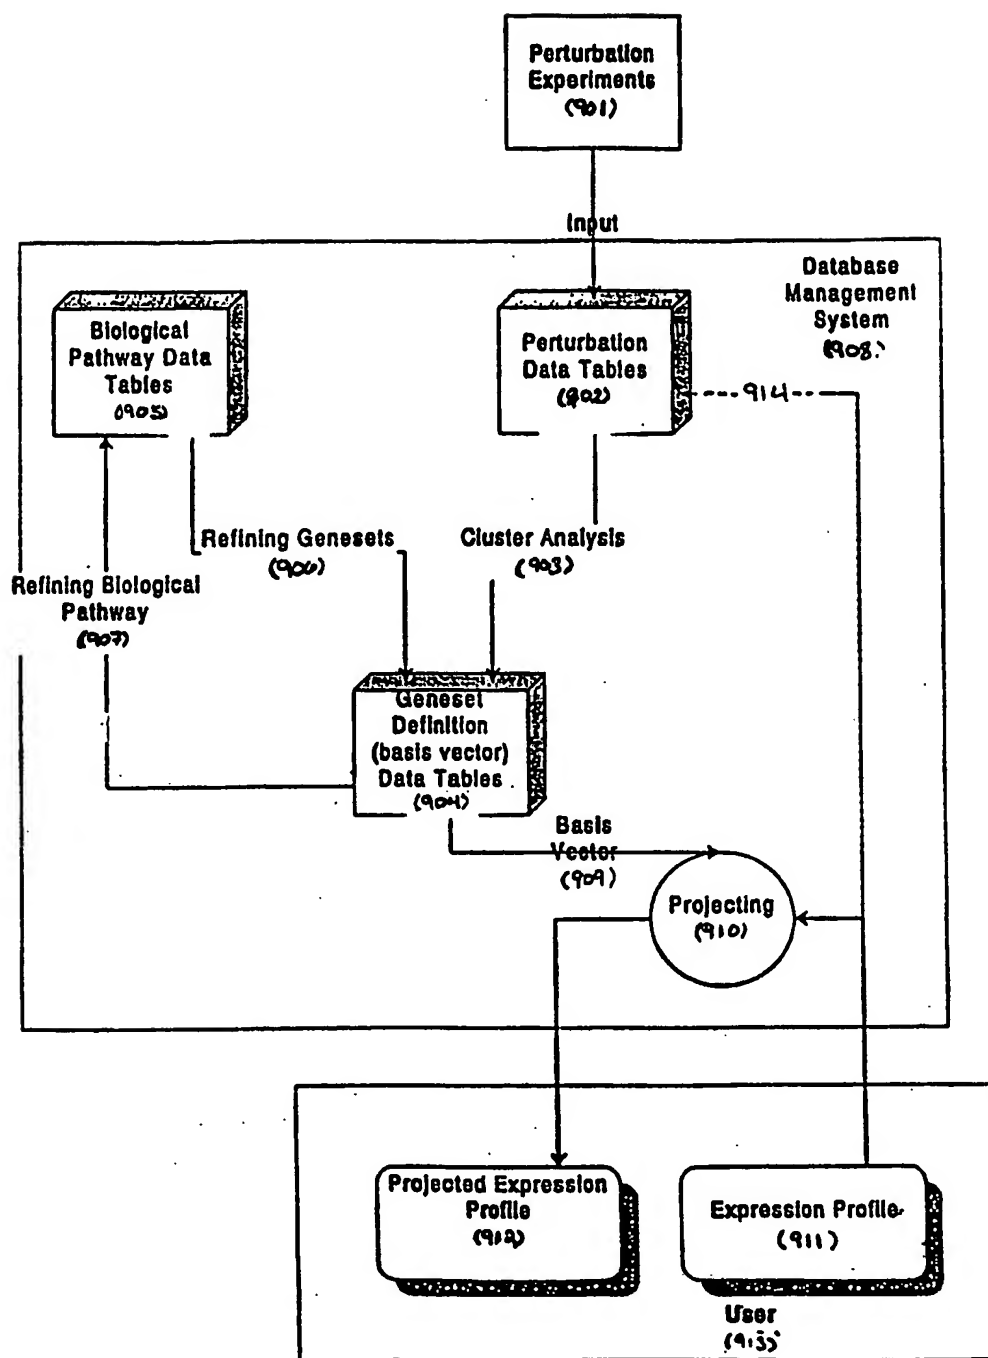 Perturbation
Experiments
(901)
Input
Database
Management
System
(908)
Biological
Pathway Data
Tables
(905)
Perturbation
Data Tables
(902)
---914---
Refining Genesets
(906)
Cluster Analysis
(903)
Refining Biological
Pathway
(907)
Geneset
Definition
(basis vector)
Data Tables
(904)
Basis
Vector
(909)
Projecting
(910)
Projected Expression
Profile
(912)
Expression Profile
(911)
User
(913)